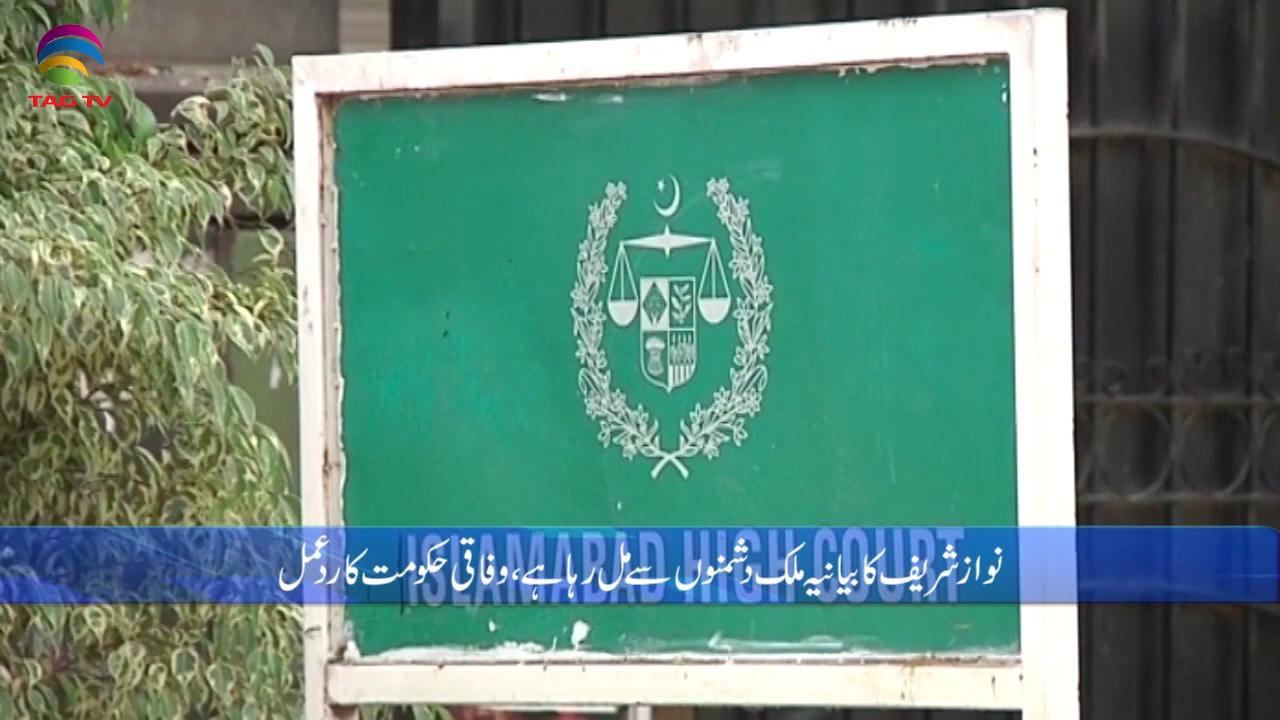 TAG TV
ISLAMABAD HIGH COURT
نواز شریف کا بیانیہ ملک دشمنوں سے مل رہا ہے، وفاقی حکومت کا ردعمل